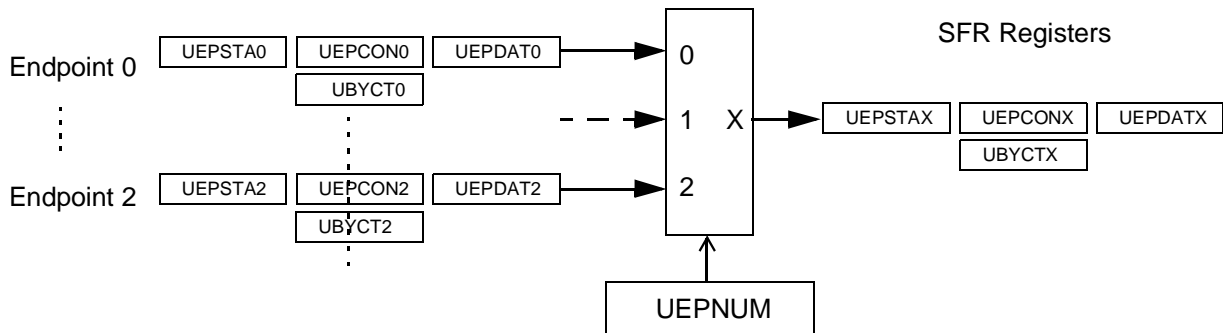 SFR Registers
Endpoint 0 UEPSTA0 UEPCON0 UEPDAT0 0
UBYCT0
1 X UEPSTAX UEPCONX UEPDATX
UBYCTX
Endpoint 2 UEPSTA2 UEPCON2 UEPDAT2 2
UBYCT2
UEPNUM